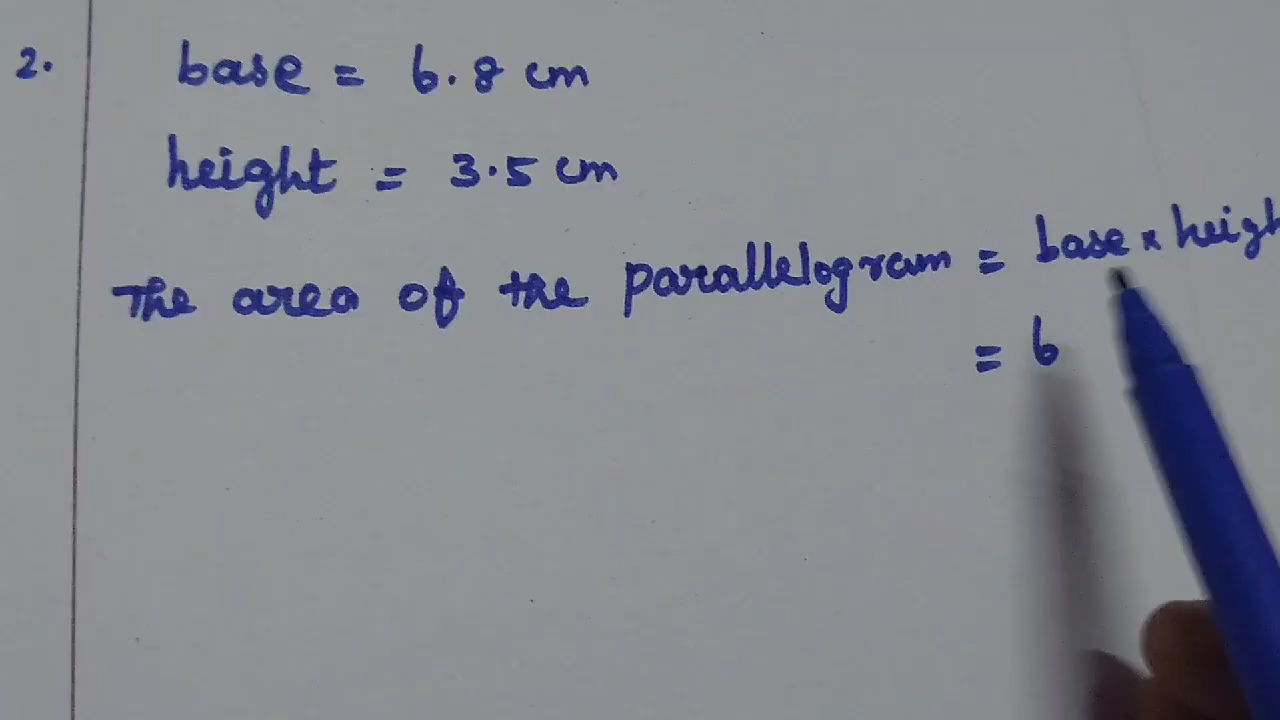 2. base = 6.8 cm
height = 3.5 cm
The area of the parallelogram = base x heigh
= 6